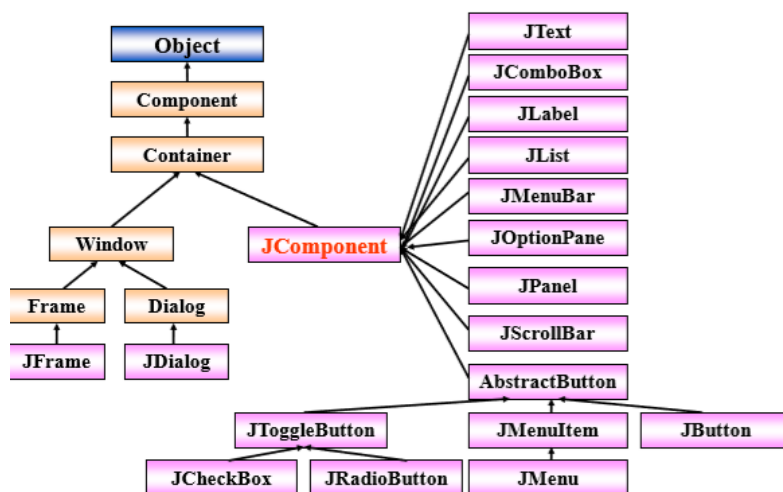 Object
Component
Container
Window
JComponent
Frame
Dialog
JFrame
JDialog
JText
JComboBox
JLabel
JList
JMenuBar
JOptionPane
JPanel
JScrollBar
AbstractButton
JToggleButton
JMenuItem
JButton
JCheckBox
JRadioButton
JMenu